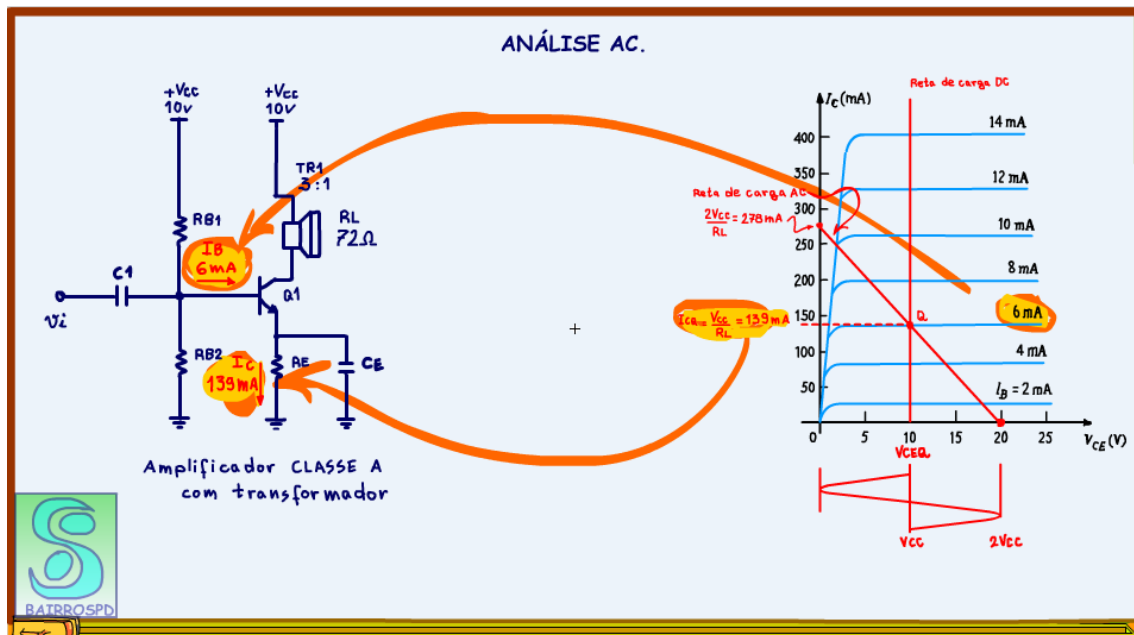 ANÁLISE AC.
+Vcc
10v
+Vcc
10v
TR1
3:1
RL
72Ω
RB1
IB
6mA
C1
Vi
Q1
RB2
RE
CE
Ic
139mA
Amplificador CLASSE A
com transformador
BAIRROSPD
Reta de carga DC
IC (mA)
400
350
300
250
200
150
100
50
0
5
10
15
20
25
VCE (V)
14 mA
12 mA
10 mA
8 mA
6 mA
4 mA
IB = 2 mA
Reta de carga AC
2Vcc/RL = 278mA
ICQ = Vcc/RL = 139mA
Q
VCEQ
Vcc
2Vcc